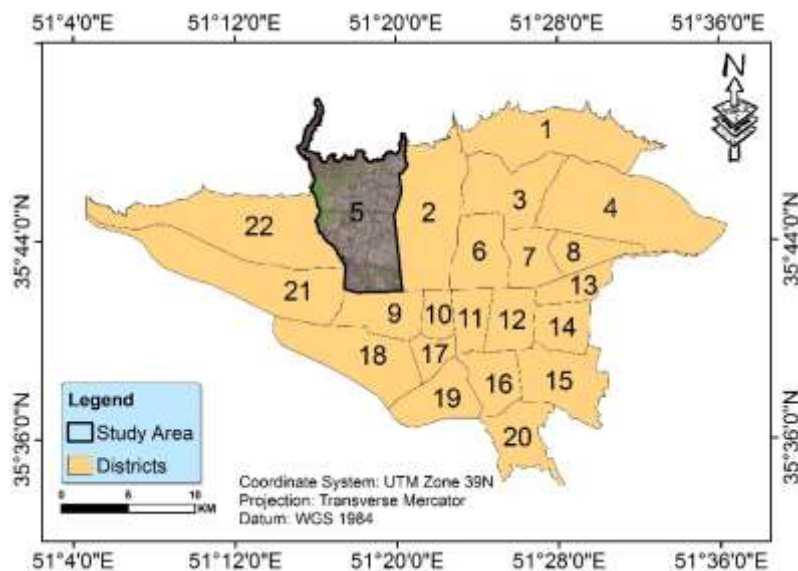 51°4'0"E 51°12'0"E 51°20'0"E 51°28'0"E 51°36'0"E
N
1
2
3
4
5
6
7
8
22
35°44'0"N
35°44'0"N
13
21
9
10
11
12
14
18
17
16
15
19
20
35°36'0"N
35°36'0"N
Legend
Study Area
Districts
Coordinate System: UTM Zone 39N
Projection: Transverse Mercator
Datum: WGS 1984
0
KM
51°4'0"E 51°12'0"E 51°20'0"E 51°28'0"E 51°36'0"E